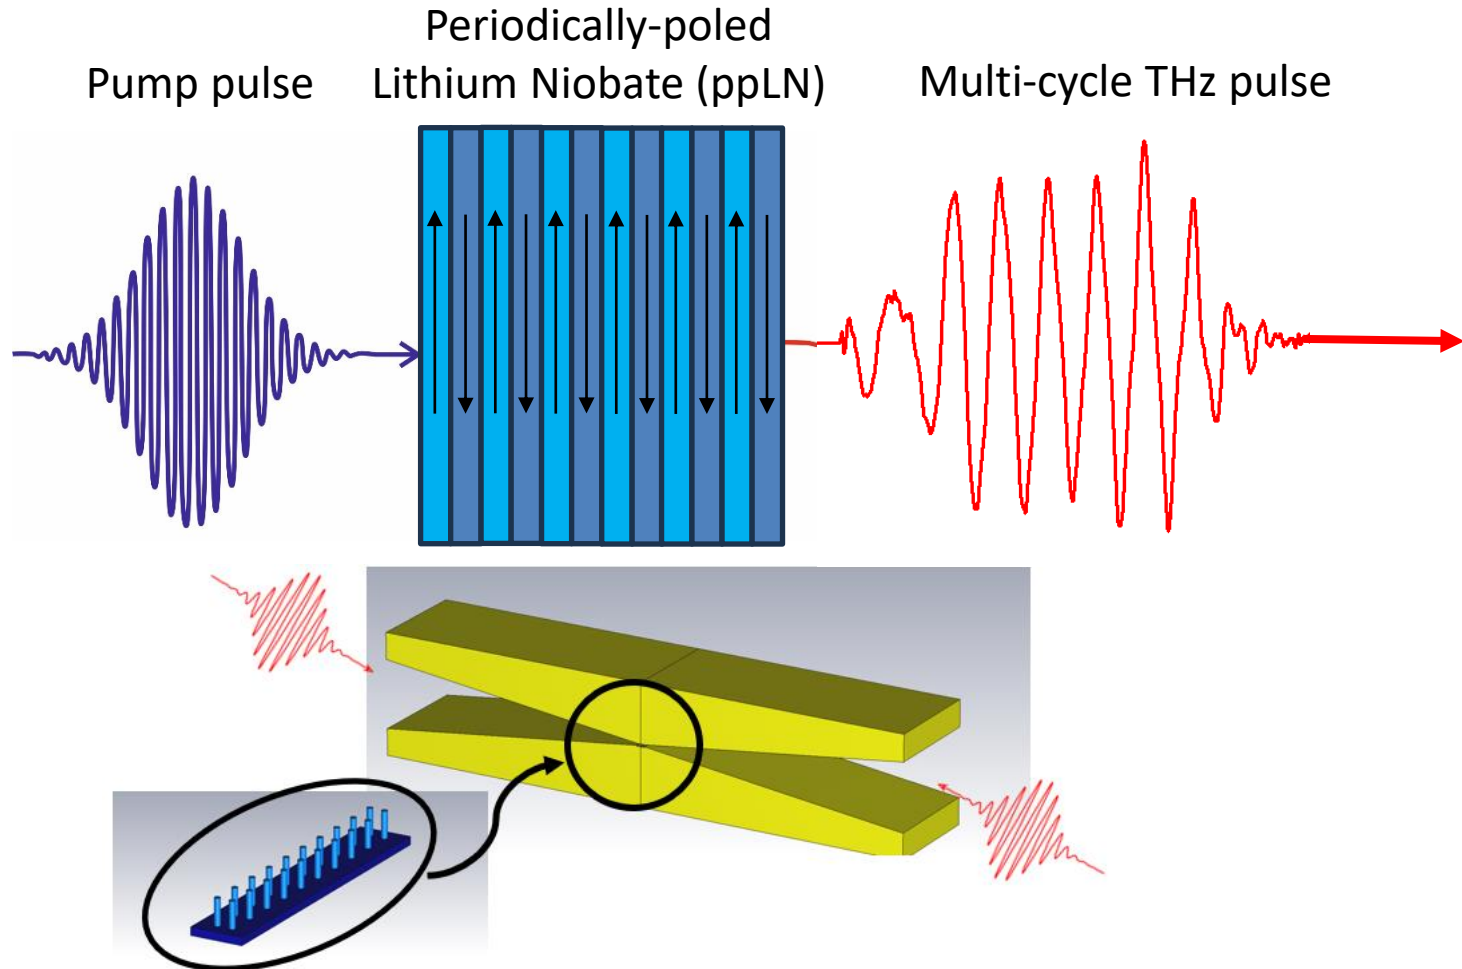 Periodically-poled
Pump pulse
Lithium Niobate (ppLN)
Multi-cycle THz pulse